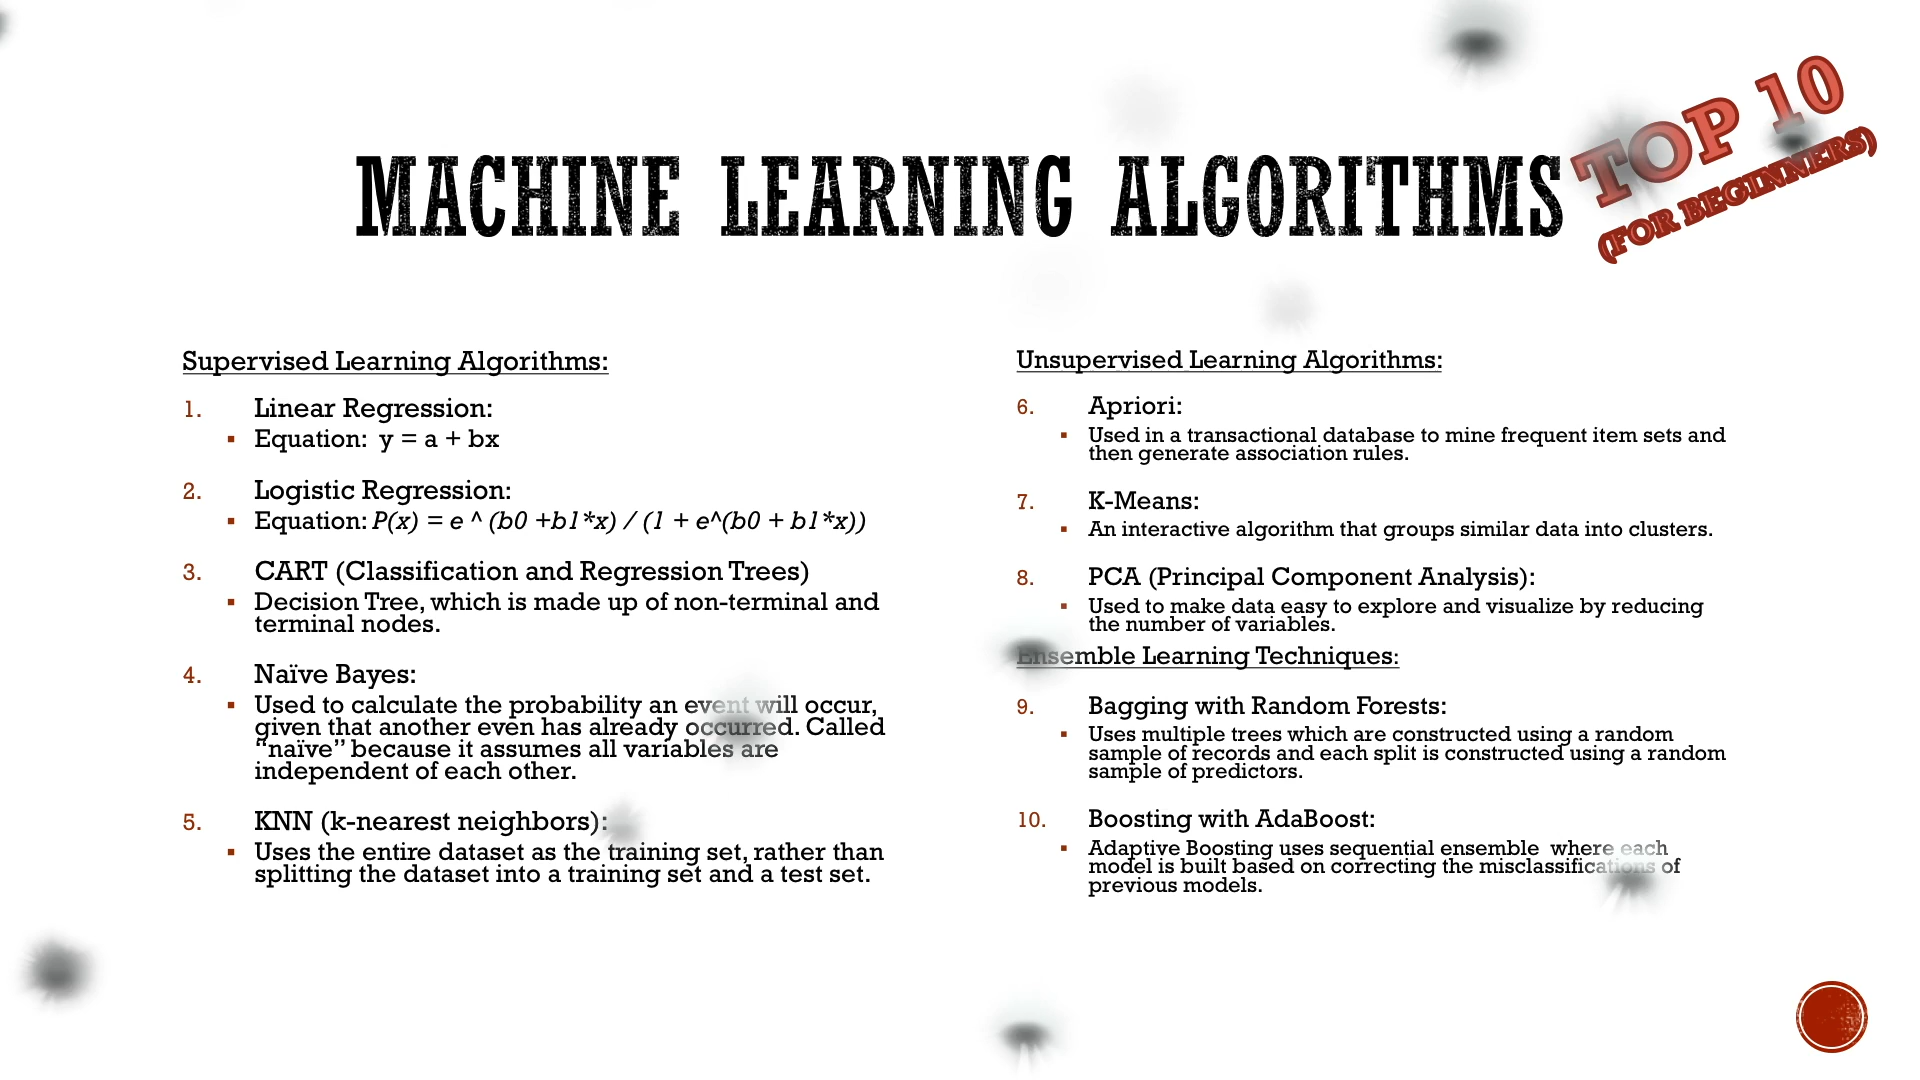 MACHINE LEARNING ALGORITHMS
TOP 10
(FOR BEGINNERS)
Supervised Learning Algorithms:
1. Linear Regression:
▪ Equation: y = a + bx
2. Logistic Regression:
▪ Equation: P(x) = e ^ (b0 +b1*x) / (1 + e^(b0 + b1*x))
3. CART (Classification and Regression Trees)
▪ Decision Tree, which is made up of non-terminal and
terminal nodes.
4. Naïve Bayes:
▪ Used to calculate the probability an event will occur,
given that another even has already occurred. Called
“naïve” because it assumes all variables are
independent of each other.
5. KNN (k-nearest neighbors):
▪ Uses the entire dataset as the training set, rather than
splitting the dataset into a training set and a test set.
Unsupervised Learning Algorithms:
6. Apriori:
▪ Used in a transactional database to mine frequent item sets and
then generate association rules.
7. K-Means:
▪ An interactive algorithm that groups similar data into clusters.
8. PCA (Principal Component Analysis):
▪ Used to make data easy to explore and visualize by reducing
the number of variables.
Ensemble Learning Techniques:
9. Bagging with Random Forests:
▪ Uses multiple trees which are constructed using a random
sample of records and each split is constructed using a random
sample of predictors.
10. Boosting with AdaBoost:
▪ Adaptive Boosting uses sequential ensemble where each
model is built based on correcting the misclassifications of
previous models.